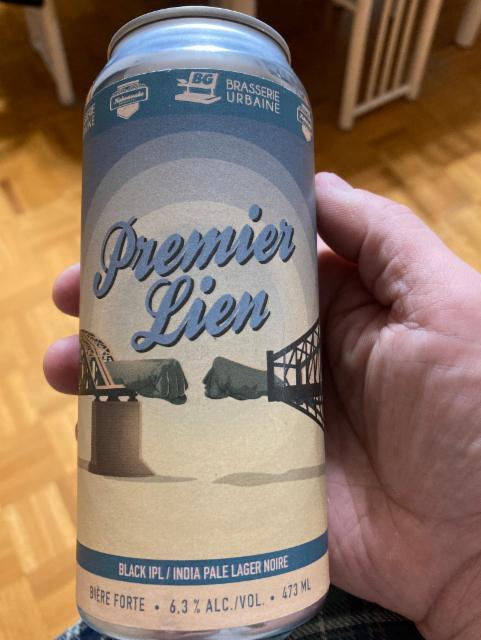 BG BRASSERIE
URBAINE
Premier
Lien
BLACK IPL / INDIA PALE LAGER NOIRE
BIÈRE FORTE • 6,3 % ALC./VOL. • 473 ML